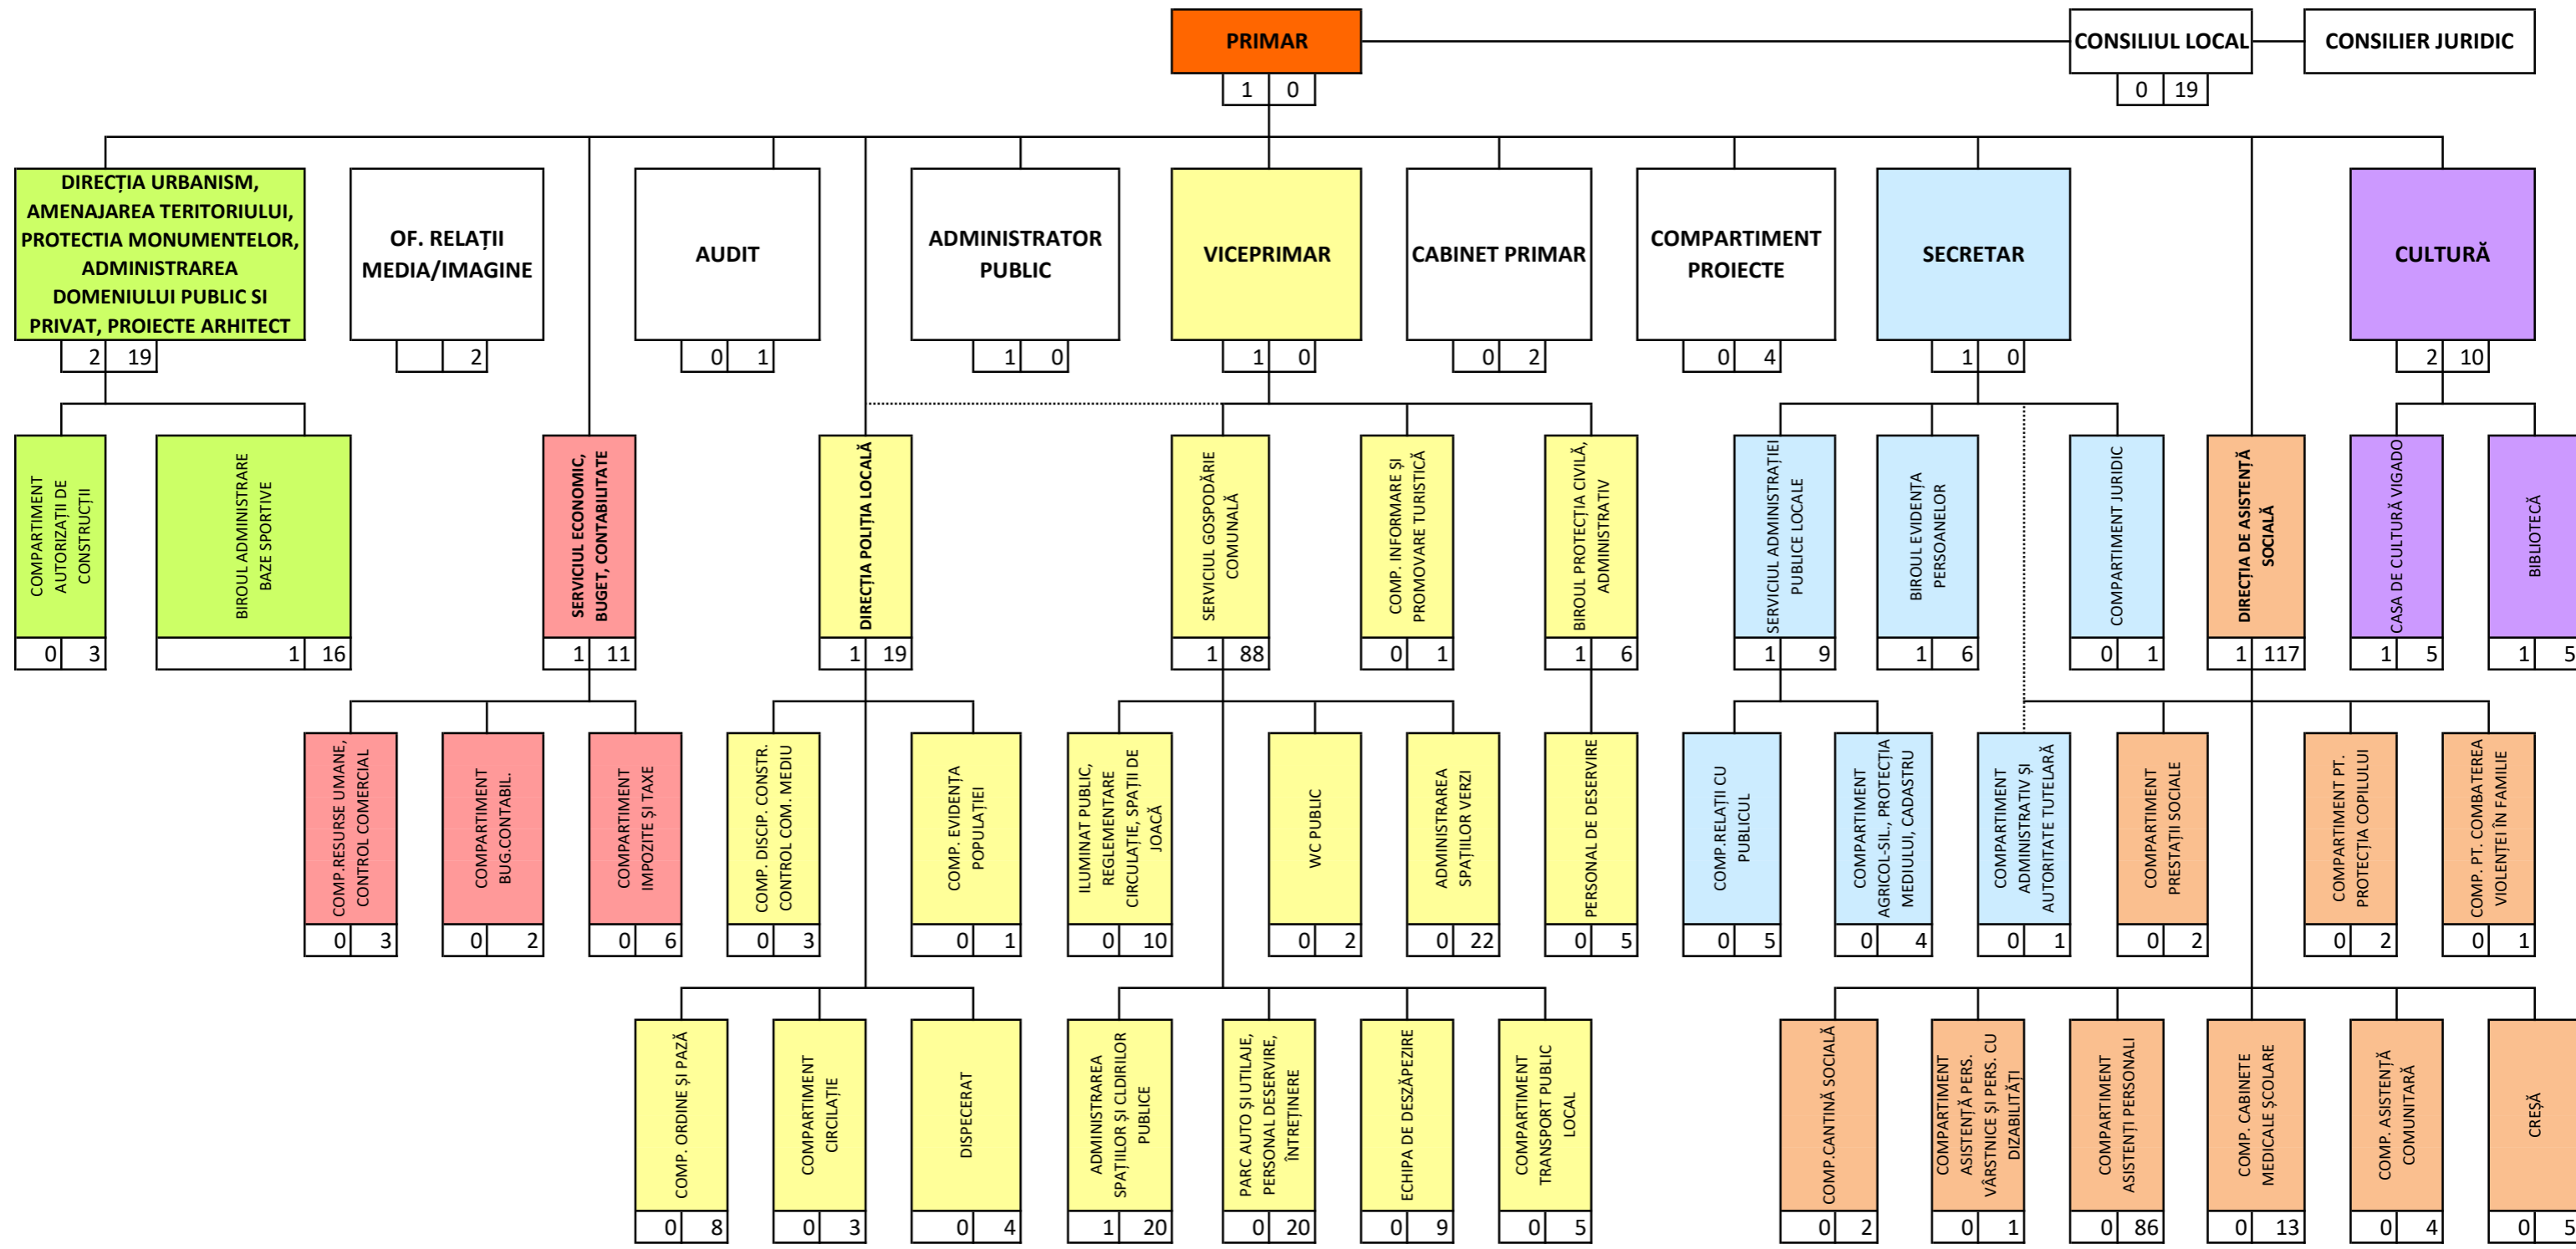 PRIMAR
CONSILIUL LOCAL
CONSILIER JURIDIC
1 0
0 19
DIRECȚIA URBANISM,
AMENAJAREA TERITORIULUI,
PROTECTIA MONUMENTELOR,
ADMINISTRAREA
DOMENIULUI PUBLIC SI
PRIVAT, PROIECTE ARHITECT
OF. RELAȚII
MEDIA/IMAGINE
AUDIT
ADMINISTRATOR
PUBLIC
VICEPRIMAR
CABINET PRIMAR
COMPARTIMENT
PROIECTE
SECRETAR
CULTURĂ
2 19
2
0 1
1 0
1 0
0 2
0 4
1 0
2 10
COMPARTIMENT
AUTORIZAȚII DE
CONSTRUCȚII
BIROUL ADMINISTRARE
BAZE SPORTIVE
SERVICIUL ECONOMIC,
BUGET, CONTABILITATE
DIRECȚIA POLIȚIA LOCALĂ
SERVICIUL GOSPODĂRIE
COMUNALĂ
COMP. INFORMARE ȘI
PROMOVARE TURISTICĂ
BIROUL PROTECȚIA CIVILĂ,
ADMINISTRATIV
SERVICIUL ADMINISTRAȚIEI
PUBLICE LOCALE
BIROUL EVIDENȚA
PERSOANELOR
COMPARTIMENT JURIDIC
DIRECȚIA DE ASISTENȚĂ
SOCIALĂ
CASA DE CULTURĂ VIGADO
BIBLIOTECĂ
0 3
1 16
1 11
1 19
1 88
0 1
1 6
1 9
1 6
0 1
1 117
1 5
1 5
COMP.RESURSE UMANE,
CONTROL COMERCIAL
COMPARTIMENT
BUG.CONTABIL.
COMPARTIMENT
IMPOZITE ȘI TAXE
COMP. DISCIP. CONSTR.
CONTROL COM. MEDIU
COMP. EVIDENȚA
POPULAȚIEI
ILUMINAT PUBLIC,
REGLEMENTARE
CIRCULAȚIE, SPAȚII DE
JOACĂ
WC PUBLIC
ADMINISTRAREA
SPAȚIILOR VERZI
PERSONAL DE DESERVIRE
COMP.RELAȚII CU
PUBLICUL
COMPARTIMENT
AGRICOL-SIL., PROTECȚIA
MEDIULUI, CADASTRU
COMPARTIMENT
ADMINISTRATIV ȘI
AUTORITATE TUTELARĂ
COMPARTIMENT
PRESTAȚII SOCIALE
COMPARTIMENT PT.
PROTECȚIA COPILULUI
COMP. PT. COMBATEREA
VIOLENȚEI ÎN FAMILIE
0 3
0 2
0 6
0 3
0 1
0 10
0 2
0 22
0 5
0 5
0 4
0 1
0 2
0 2
0 1
COMP. ORDINE ȘI PAZĂ
COMPARTIMENT
CIRCILAȚIE
DISPECERAT
ADMINISTRAREA
SPAȚIILOR ȘI CLDIRILOR
PUBLICE
PARC AUTO ȘI UTILAJE,
PERSONAL DESERVIRE,
ÎNTREȚINERE
ECHIPA DE DESZĂPEZIRE
COMPARTIMENT
TRANSPORT PUBLIC
LOCAL
COMP.CANTINĂ SOCIALĂ
COMPARTIMENT
ASISTENȚĂ PERS.
VÂRSTNICE ȘI PERS. CU
DIZABILITĂȚI
COMPARTIMENT
ASISTENȚI PERSONALI
COMP. CABINETE
MEDICALE ȘCOLARE
COMP. ASISTENȚĂ
COMUNITARĂ
CREȘĂ
0 8
0 3
0 4
1 20
0 20
0 9
0 5
0 2
0 1
0 86
0 13
0 4
0 5